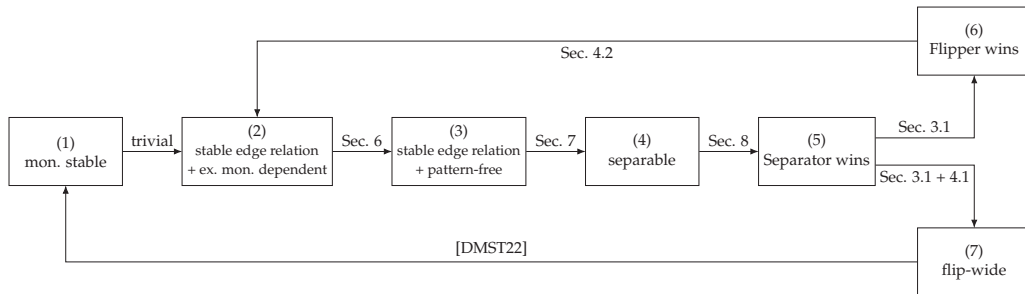 (6)
Flipper wins
Sec. 4.2
(1)
mon. stable
trivial
(2)
stable edge relation
+ ex. mon. dependent
Sec. 6
(3)
stable edge relation
+ pattern-free
Sec. 7
(4)
separable
Sec. 8
(5)
Separator wins
Sec. 3.1
Sec. 3.1 + 4.1
[DMST22]
(7)
flip-wide